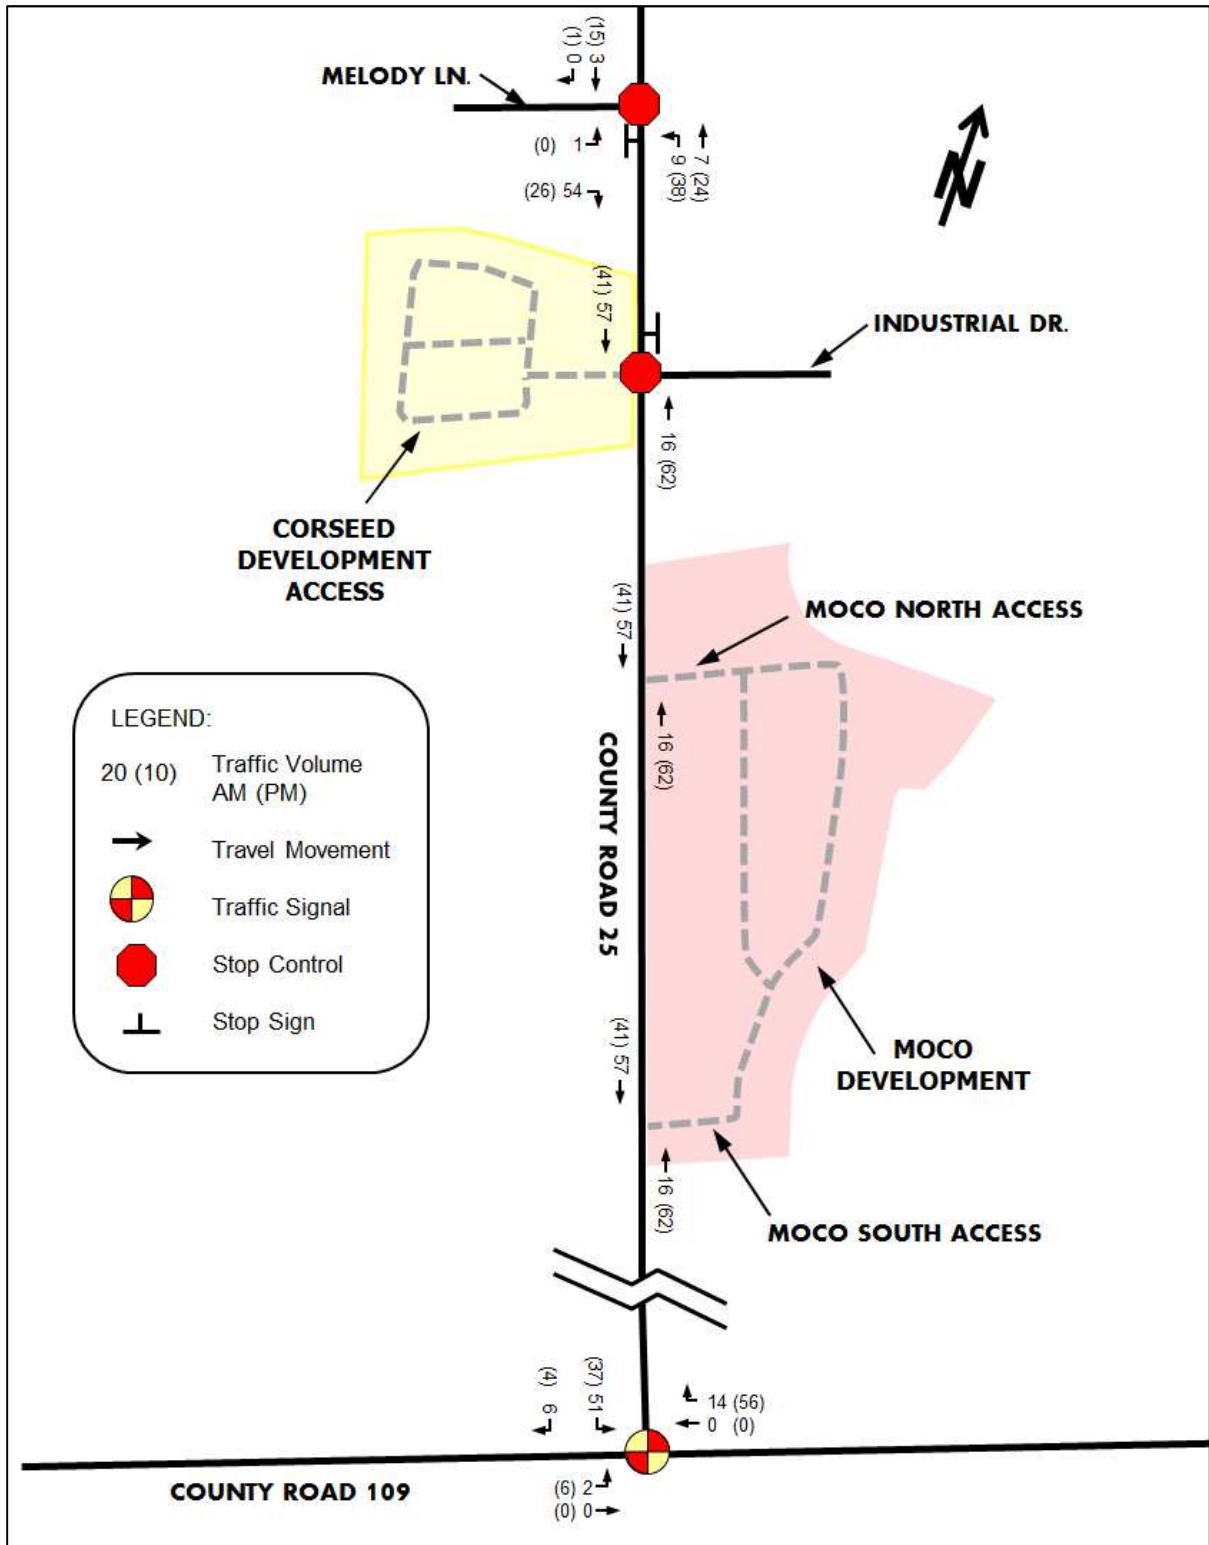 (15) 3
(1) 0
MELODY LN.
(0) 1
9 (38)
7 (24)
N
(26) 54
(41) 57
INDUSTRIAL DR.
16 (62)
CORSEED
DEVELOPMENT
ACCESS
(41) 57
MOCO NORTH ACCESS
16 (62)
COUNTY ROAD 25
LEGEND:
20 (10) Traffic Volume
AM (PM)
Travel Movement
Traffic Signal
Stop Control
Stop Sign
(41) 57
MOCO
DEVELOPMENT
16 (62)
MOCO SOUTH ACCESS
(4) 6
(37) 51
14 (56)
0 (0)
COUNTY ROAD 109
(6) 2
(0) 0